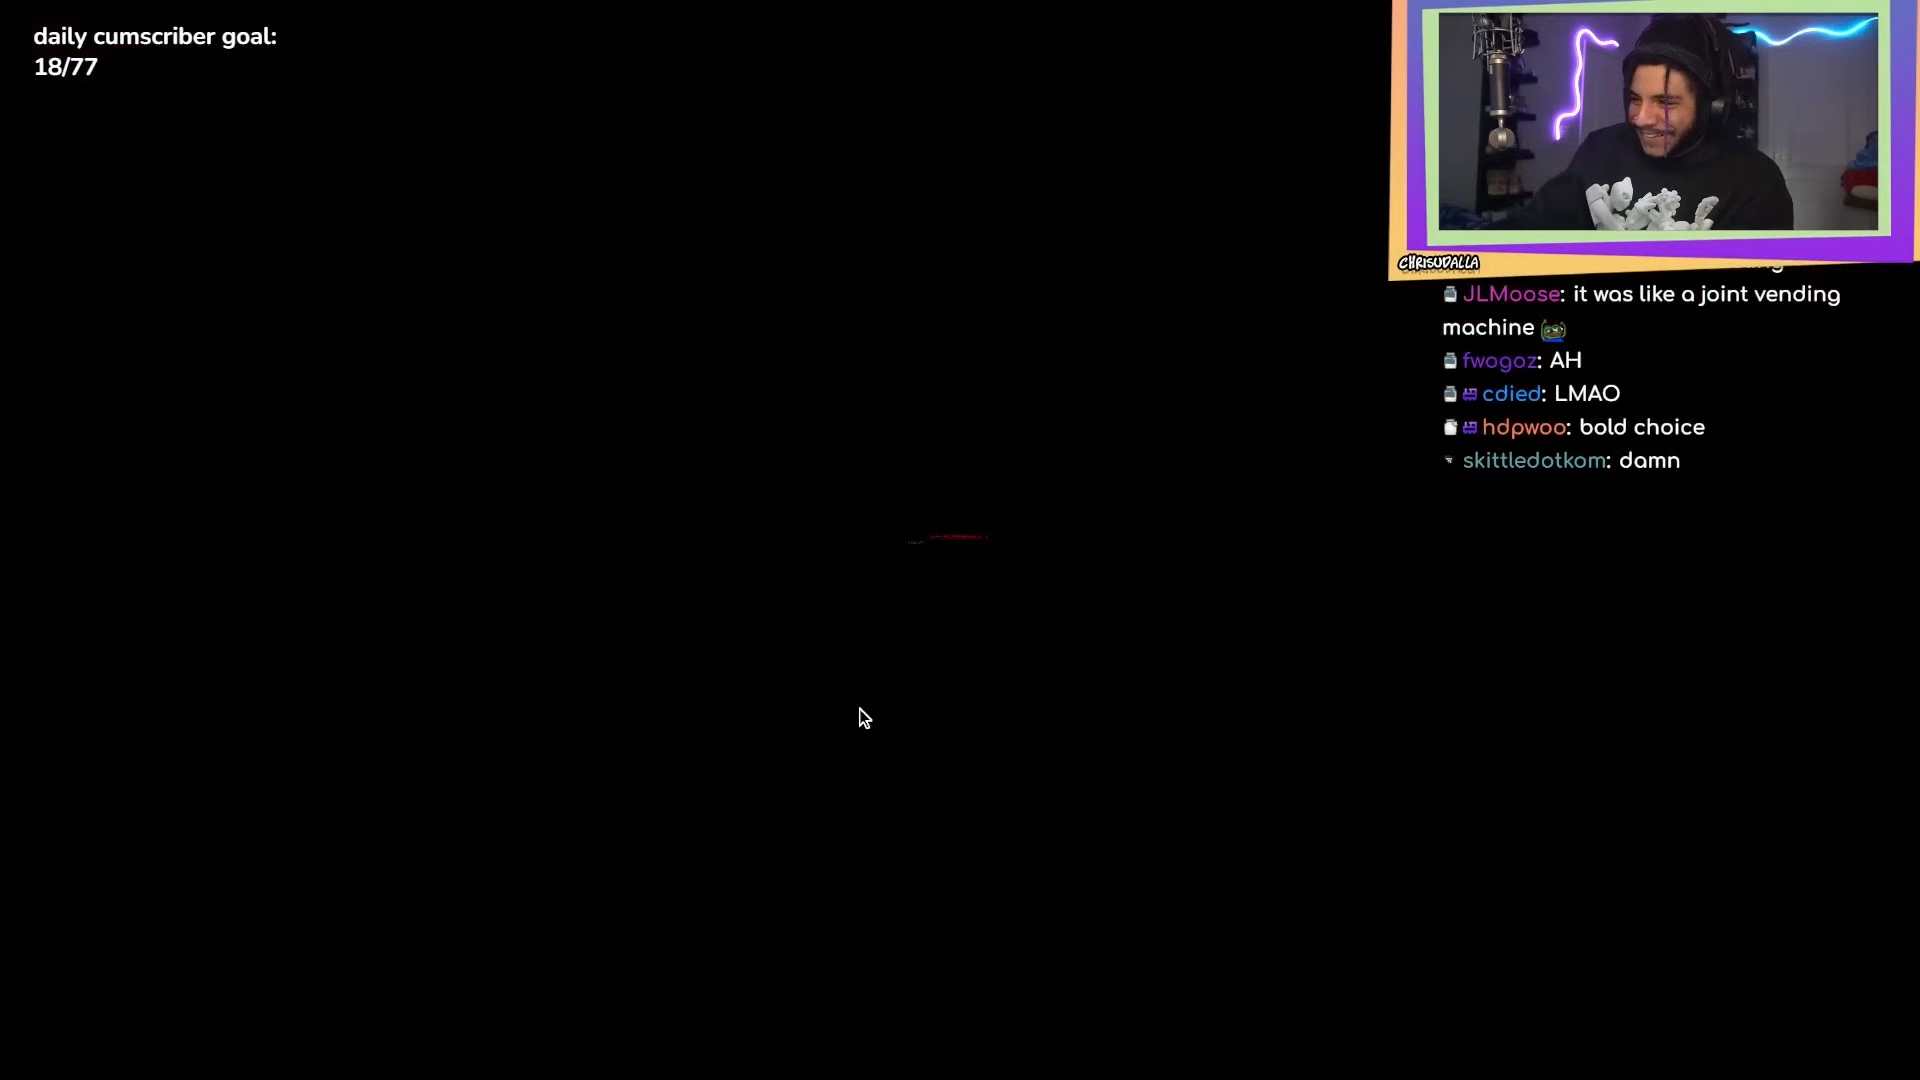 daily cumscriber goal:
18/77
CHRISUDALLA
JLMoose: it was like a joint vending
machine
fwogoz: AH
cdied: LMAO
hdpwoo: bold choice
skittledotkom: damn